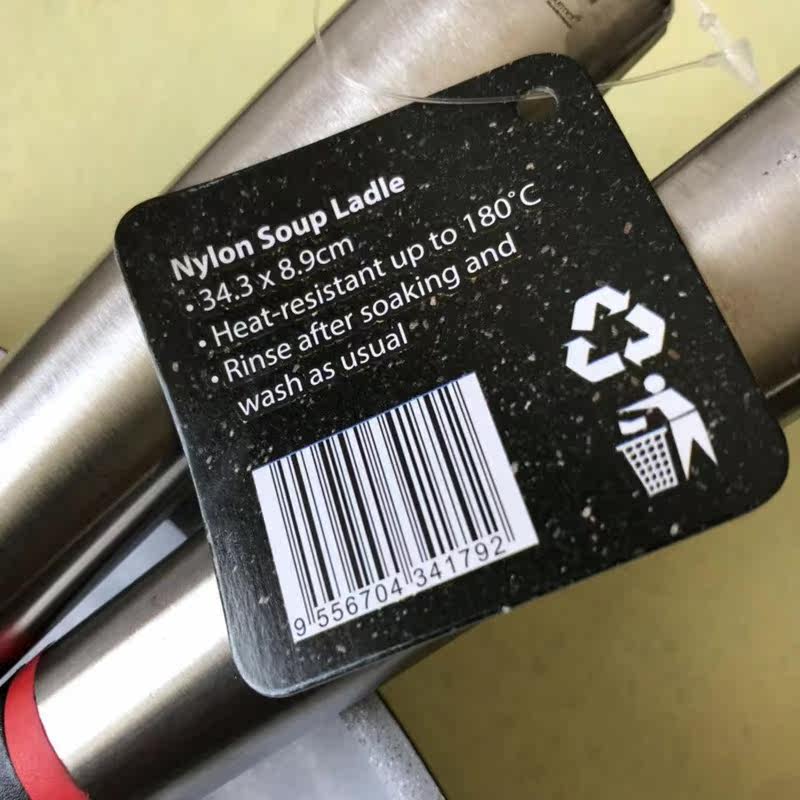 Nylon Soup Ladle
• 34.3 x 8.9cm
• Heat-resistant up to 180°C
• Rinse after soaking and
wash as usual
9 556704 341792